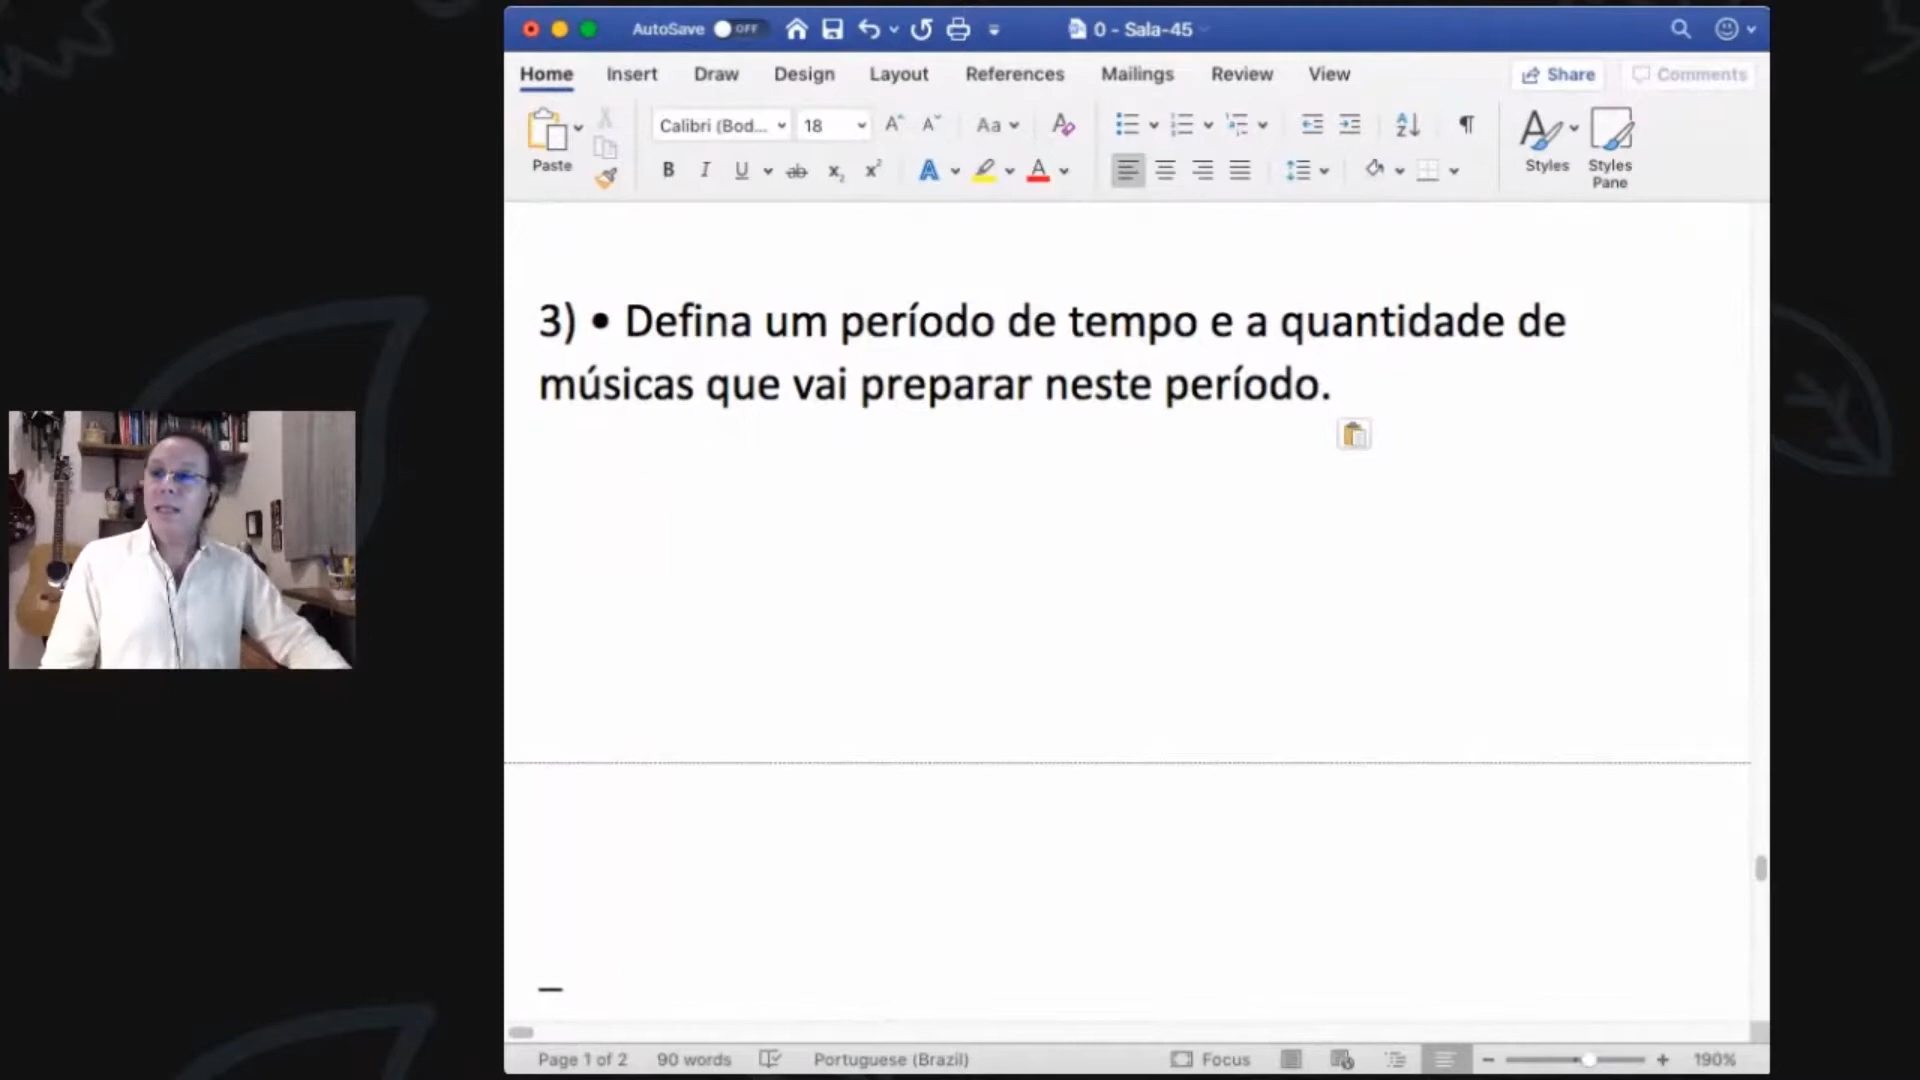 AutoSave OFF
0 - Sala-45
Home Insert Draw Design Layout References Mailings Review View Share Comments
Paste
Calibri (Bod... 18
Styles
Styles
Pane
3) • Defina um período de tempo e a quantidade de
músicas que vai preparar neste período.
Page 1 of 2 90 words Portuguese (Brazil) Focus 190%